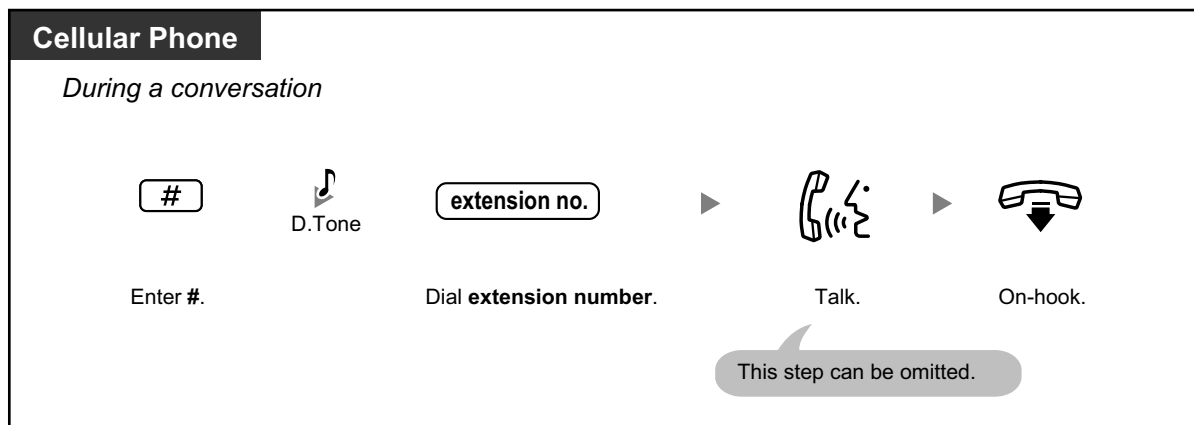 Cellular Phone
During a conversation
#
D.Tone
extension no.
Enter #.
Dial extension number.
Talk.
On-hook.
This step can be omitted.